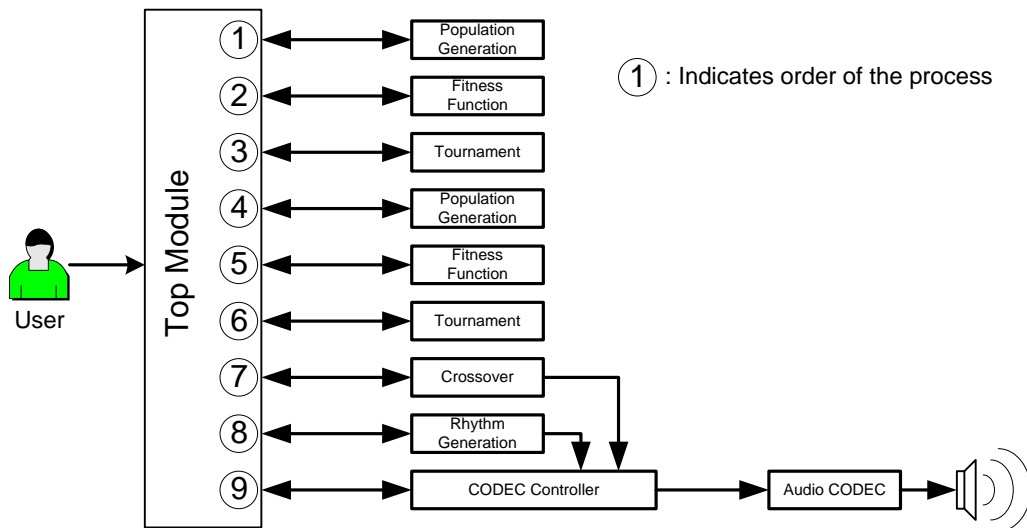 1
Population
Generation
1 : Indicates order of the process
2
Fitness
Function
3
Tournament
Top Module
4
Population
Generation
User
5
Fitness
Function
6
Tournament
7
Crossover
8
Rhythm
Generation
9
CODEC Controller
Audio CODEC